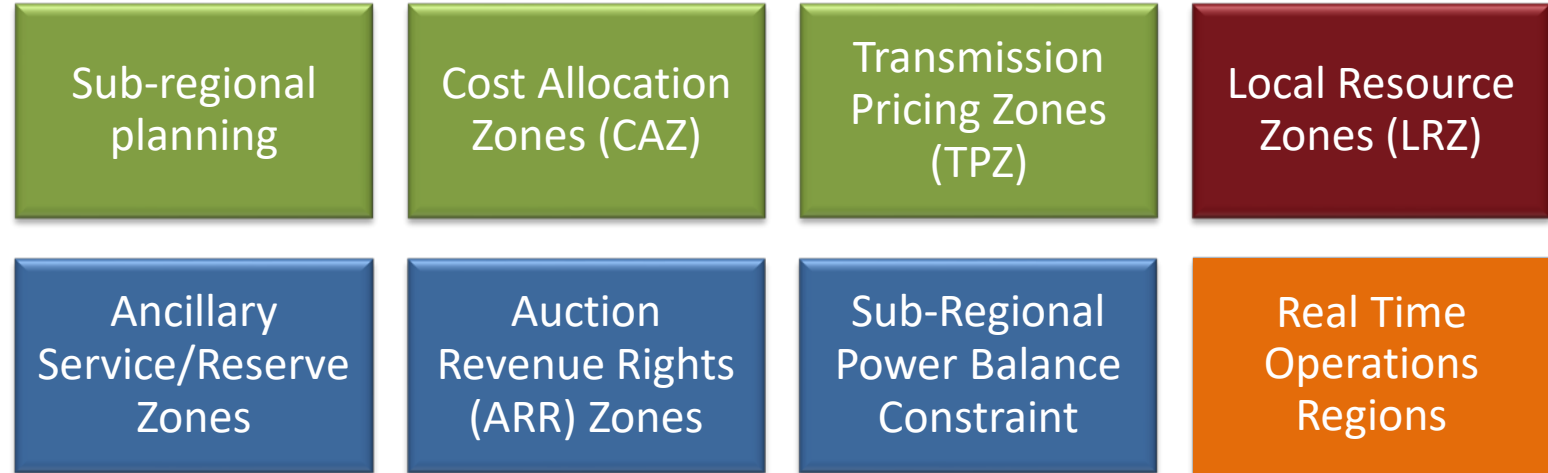 Sub-regional
planning
Cost Allocation
Zones (CAZ)
Transmission
Pricing Zones
(TPZ)
Local Resource
Zones (LRZ)
Ancillary
Service/Reserve
Zones
Auction
Revenue Rights
(ARR) Zones
Sub-Regional
Power Balance
Constraint
Real Time
Operations
Regions